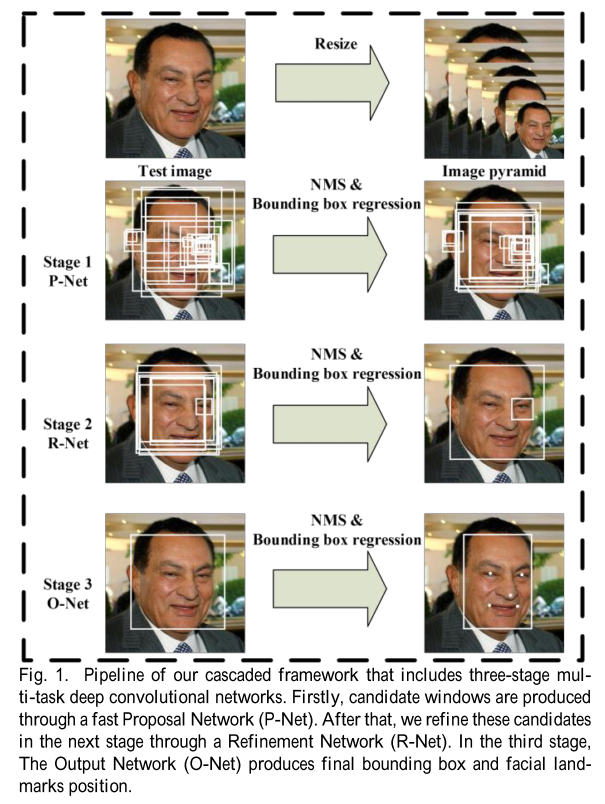 Resize
Test image
Image pyramid
NMS &
Bounding box regression
Stage 1
P-Net
NMS &
Bounding box regression
Stage 2
R-Net
NMS &
Bounding box regression
Stage 3
O-Net
Fig. 1.  Pipeline of our cascaded framework that includes three-stage mul-
ti-task deep convolutional networks. Firstly, candidate windows are produced
through a fast Proposal Network (P-Net). After that, we refine these candidates
in the next stage through a Refinement Network (R-Net). In the third stage,
The Output Network (O-Net) produces final bounding box and facial land-
marks position.